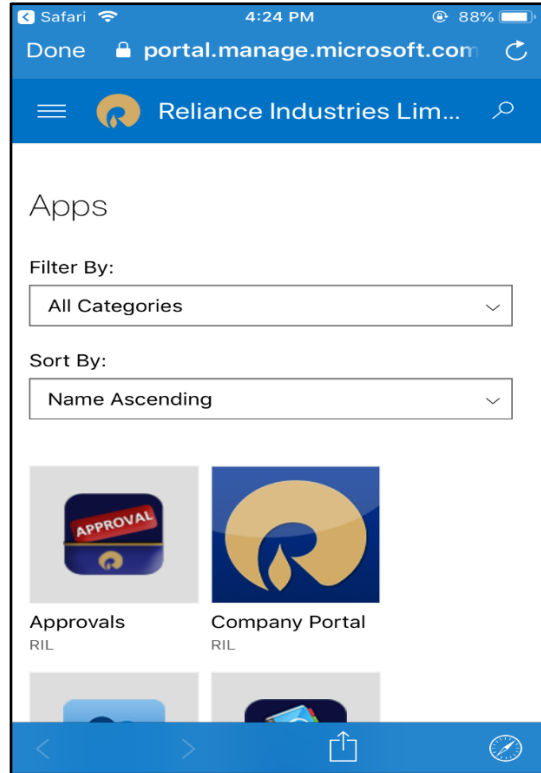 Safari 4:24 PM 88%
Done portal.manage.microsoft.com
Reliance Industries Lim...
Apps
Filter By:
All Categories
Sort By:
Name Ascending
APPROVAL
Approvals Company Portal
RIL RIL